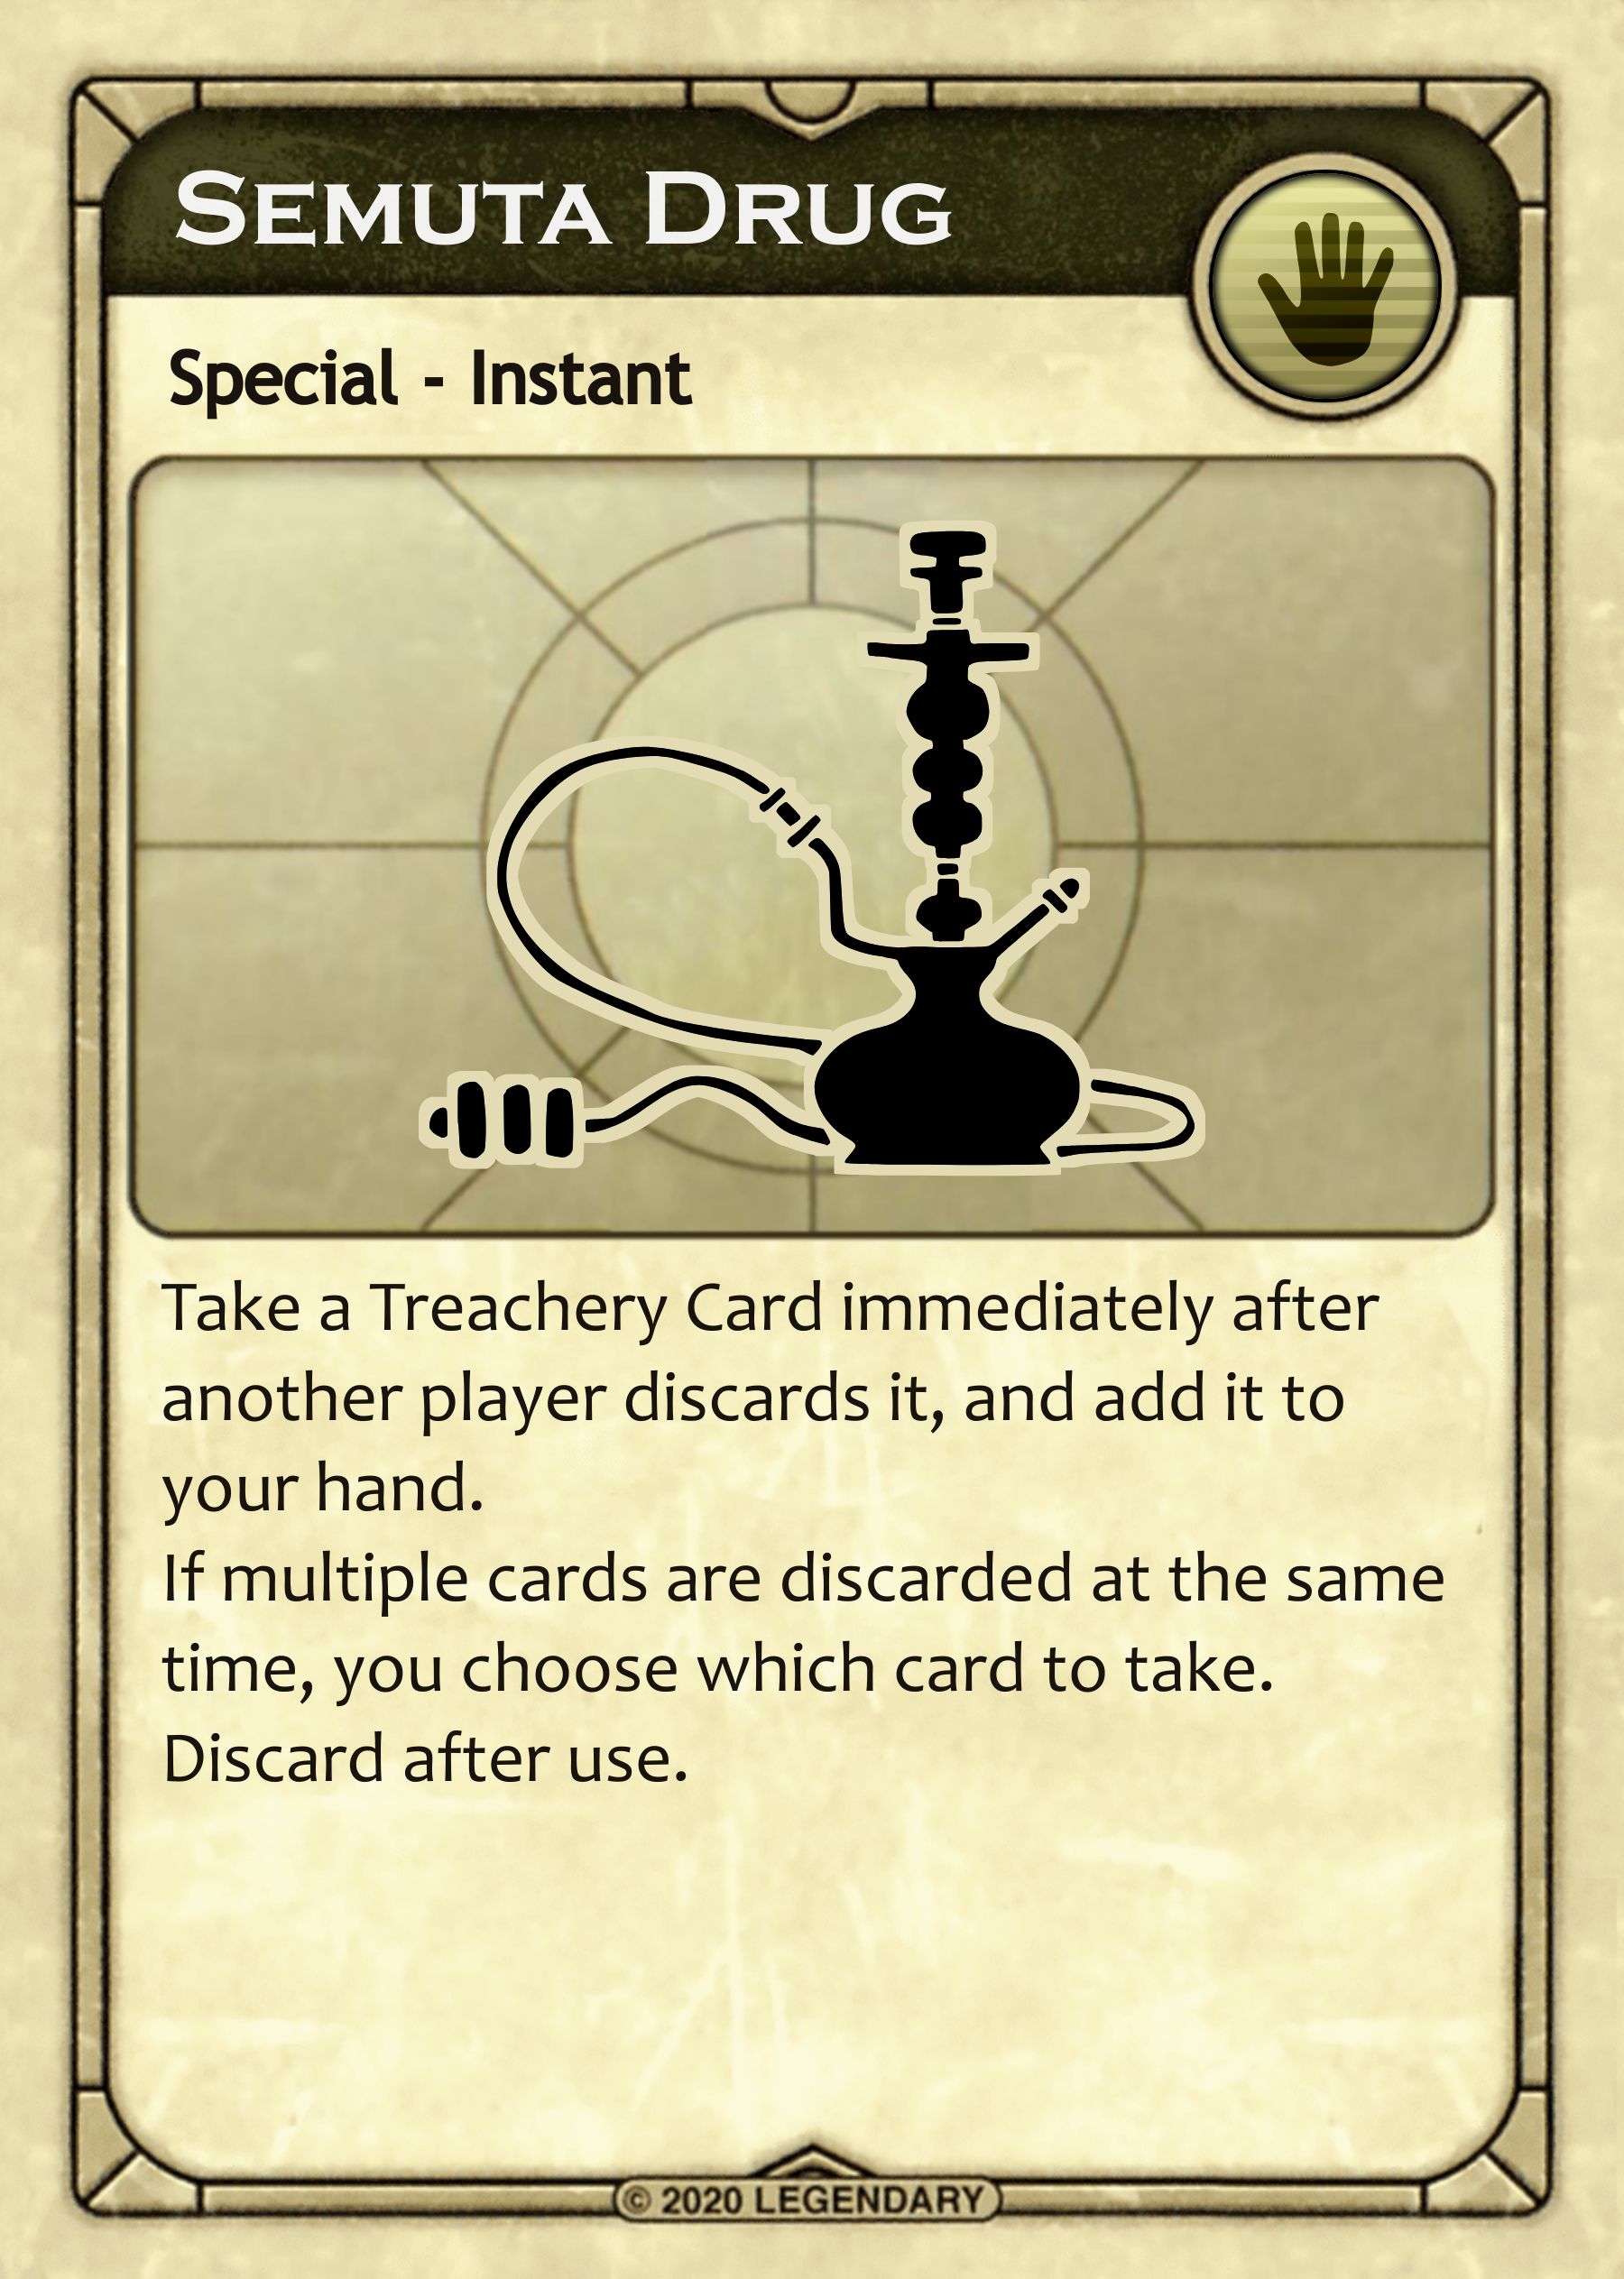 Semuta Drug
Special - Instant
Take a Treachery Card immediately after
another player discards it, and add it to
your hand.
If multiple cards are discarded at the same
time, you choose which card to take.
Discard after use.
© 2020 LEGENDARY